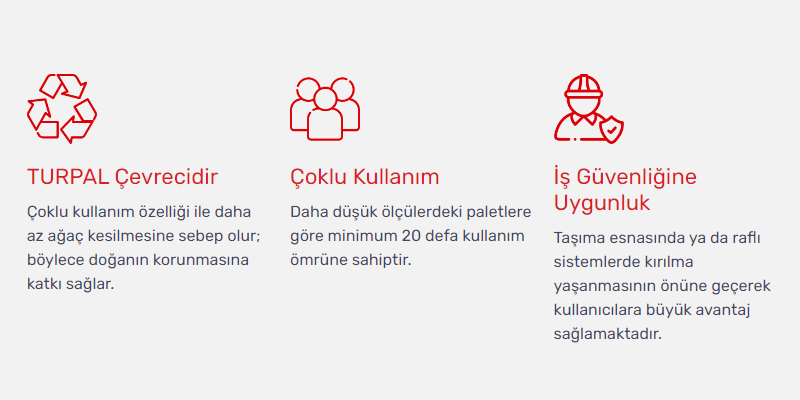 TURPAL Çevrecidir
Çoklu kullanım özelliği ile daha
az ağaç kesilmesine sebep olur;
böylece doğanın korunmasına
katkı sağlar.
Çoklu Kullanım
Daha düşük ölçülerdeki paletlere
göre minimum 20 defa kullanım
ömrüne sahiptir.
İş Güvenliğine
Uygunluk
Taşıma esnasında ya da raflı
sistemlerde kırılma
yaşanmasının önüne geçerek
kullanıcılara büyük avantaj
sağlamaktadır.